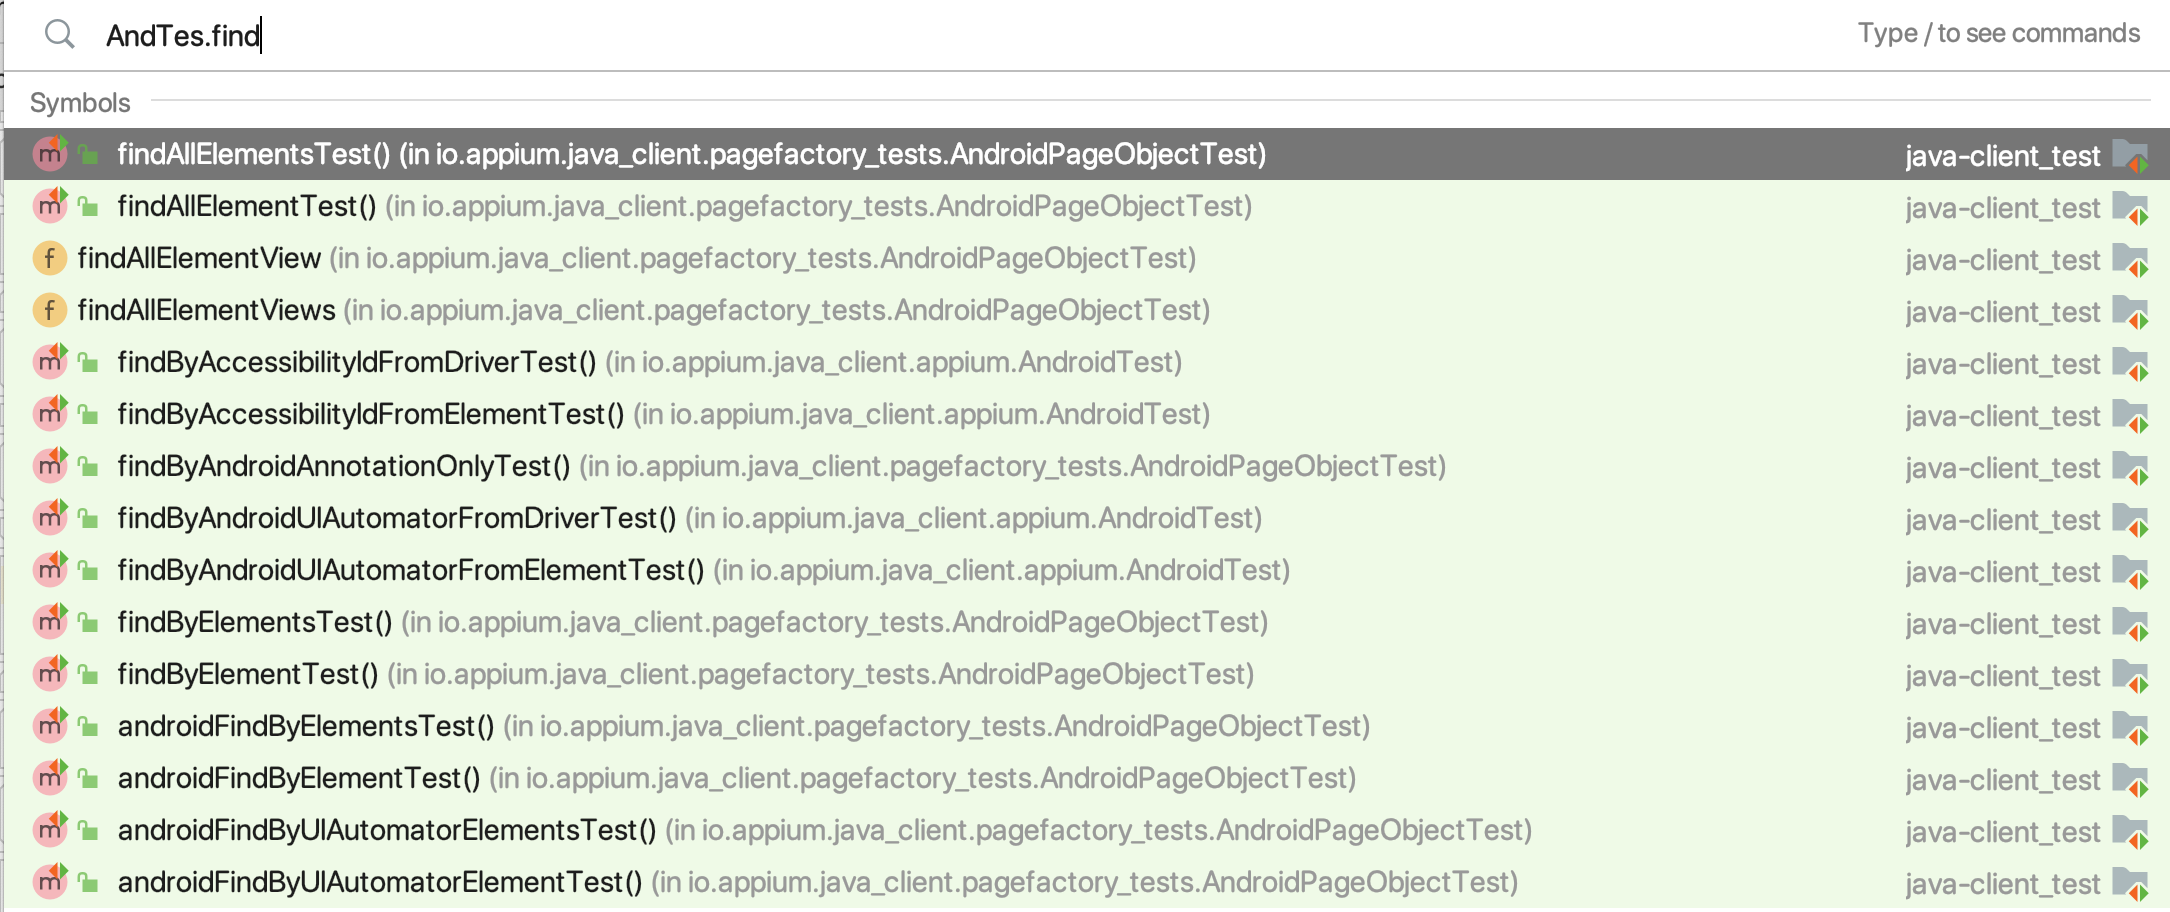 AndTes.find Type / to see commands
Symbols
m findAllElementsTest() (in io.appium.java_client.pagefactory_tests.AndroidPageObjectTest) java-client_test
m findAllElementTest() (in io.appium.java_client.pagefactory_tests.AndroidPageObjectTest) java-client_test
f findAllElementView (in io.appium.java_client.pagefactory_tests.AndroidPageObjectTest) java-client_test
f findAllElementViews (in io.appium.java_client.pagefactory_tests.AndroidPageObjectTest) java-client_test
m findByAccessibilityIdFromDriverTest() (in io.appium.java_client.appium.AndroidTest) java-client_test
m findByAccessibilityIdFromElementTest() (in io.appium.java_client.appium.AndroidTest) java-client_test
m findByAndroidAnnotationOnlyTest() (in io.appium.java_client.pagefactory_tests.AndroidPageObjectTest) java-client_test
m findByAndroidUIAutomatorFromDriverTest() (in io.appium.java_client.appium.AndroidTest) java-client_test
m findByAndroidUIAutomatorFromElementTest() (in io.appium.java_client.appium.AndroidTest) java-client_test
m findByElementsTest() (in io.appium.java_client.pagefactory_tests.AndroidPageObjectTest) java-client_test
m findByElementTest() (in io.appium.java_client.pagefactory_tests.AndroidPageObjectTest) java-client_test
m androidFindByElementsTest() (in io.appium.java_client.pagefactory_tests.AndroidPageObjectTest) java-client_test
m androidFindByElementTest() (in io.appium.java_client.pagefactory_tests.AndroidPageObjectTest) java-client_test
m androidFindByUIAutomatorElementsTest() (in io.appium.java_client.pagefactory_tests.AndroidPageObjectTest) java-client_test
m androidFindByUIAutomatorElementTest() (in io.appium.java_client.pagefactory_tests.AndroidPageObjectTest) java-client_test